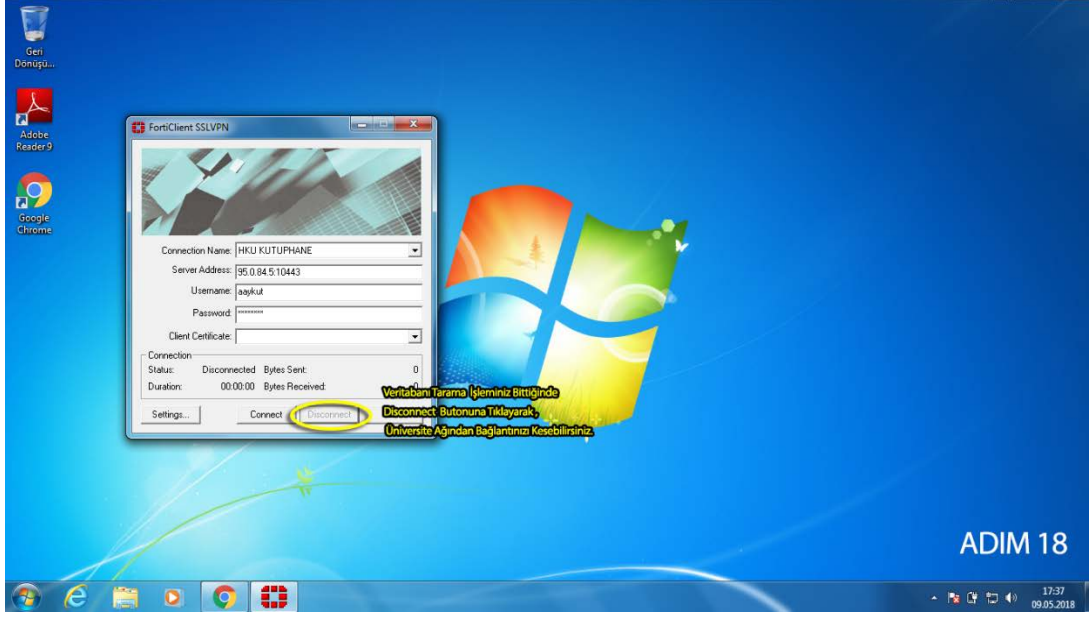 Geri
Dönüşü...
Adobe
Reader 9
Google
Chrome
FortiClient SSLVPN
Connection Name: HKU KUTUPHANE
Server Address: 95.0.84.5:10443
Username: aaykut
Password: ********
Client Certificate:
Connection
Status: Disconnected Bytes Sent: 0
Duration: 00:00:00 Bytes Received: 0
Settings... Connect Disconnect
Veritabanı Tarama İşleminiz Bittiğinde
Disconnect Butonuna Tıklayarak,
Üniversite Ağından Bağlantınızı Kesebilirsiniz.
ADIM 18
17:37
09.05.2018